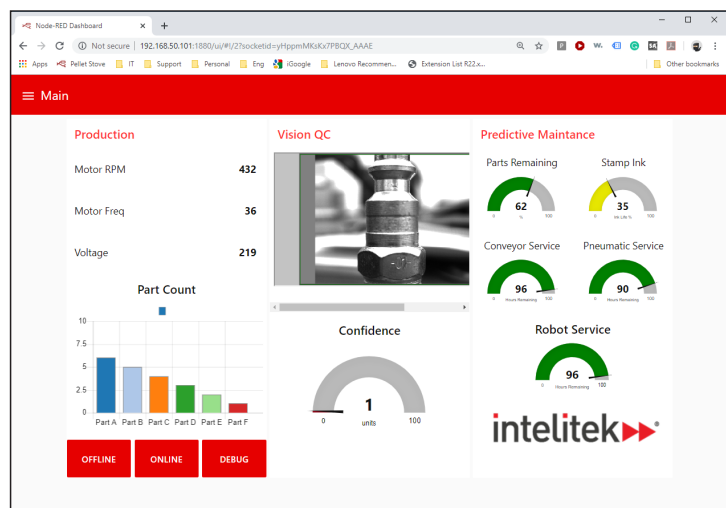 Node-RED Dashboard
Not secure | 192.168.50.101:1880/ui/#!/2?socketid=yHppmMKsKx7P8QX_AAAE
Apps Pellet Stove IT Support Personal Eng iGoogle Lenovo Recommen... Extension List R22.x... Other bookmarks
Main
Production
Motor RPM 432
Motor Freq 36
Voltage 219
Part Count
10
7.5
5
2.5
0
Part A Part B Part C Part D Part E Part F
OFFLINE ONLINE DEBUG
Vision QC
Confidence
1
0 units 100
Predictive Maintance
Parts Remaining Stamp Ink
62 35
0 % 100 0 Ink Life % 100
Conveyor Service Pneumatic Service
96 90
0 Hours Remaining 100 0 Hours Remaining 100
Robot Service
96
0 Hours Remaining 100
intelitek